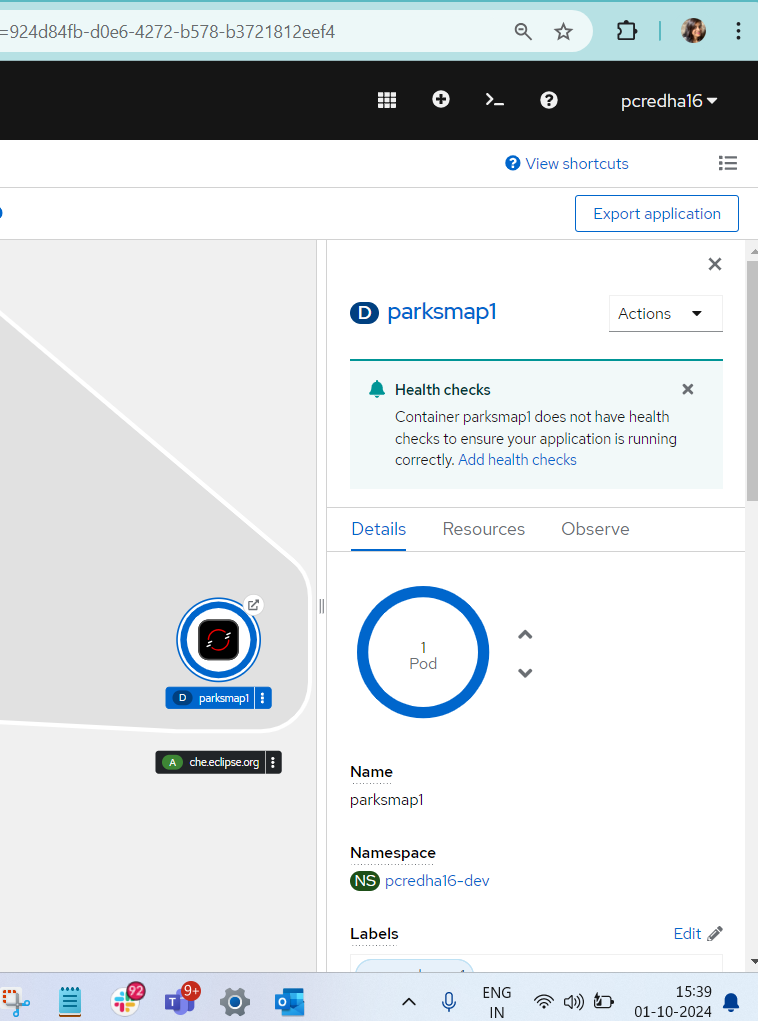 =924d84fb-d0e6-4272-b578-b3721812eef4
pcredha16
View shortcuts
Export application
D parksmap1
Actions
Health checks
Container parksmap1 does not have health
checks to ensure your application is running
correctly. Add health checks
Details Resources Observe
1
Pod
D parksmap1
A che.eclipse.org
Name
parksmap1
Namespace
NS pcredha16-dev
Labels
Edit
92
9+
ENG
IN
15:39
01-10-2024